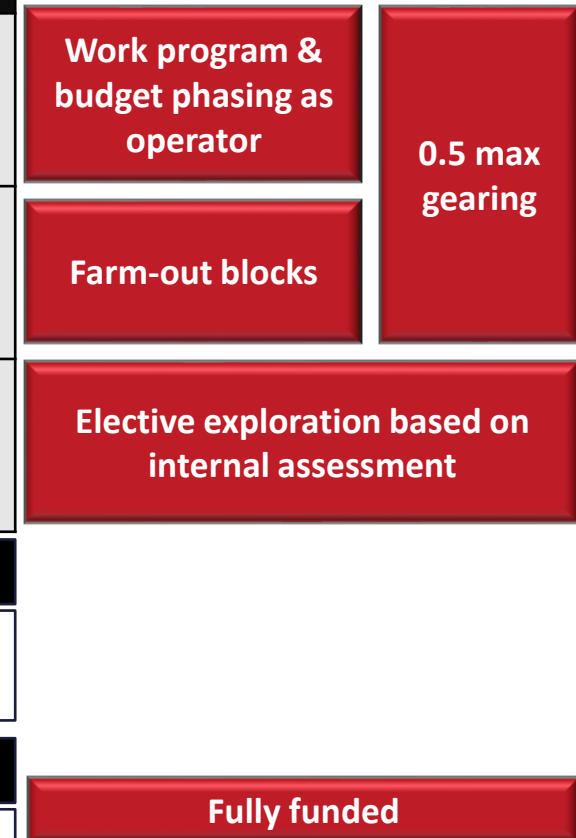 Work program &
budget phasing as
operator
0.5 max
gearing
Farm-out blocks
Elective exploration based on
internal assessment
Fully funded